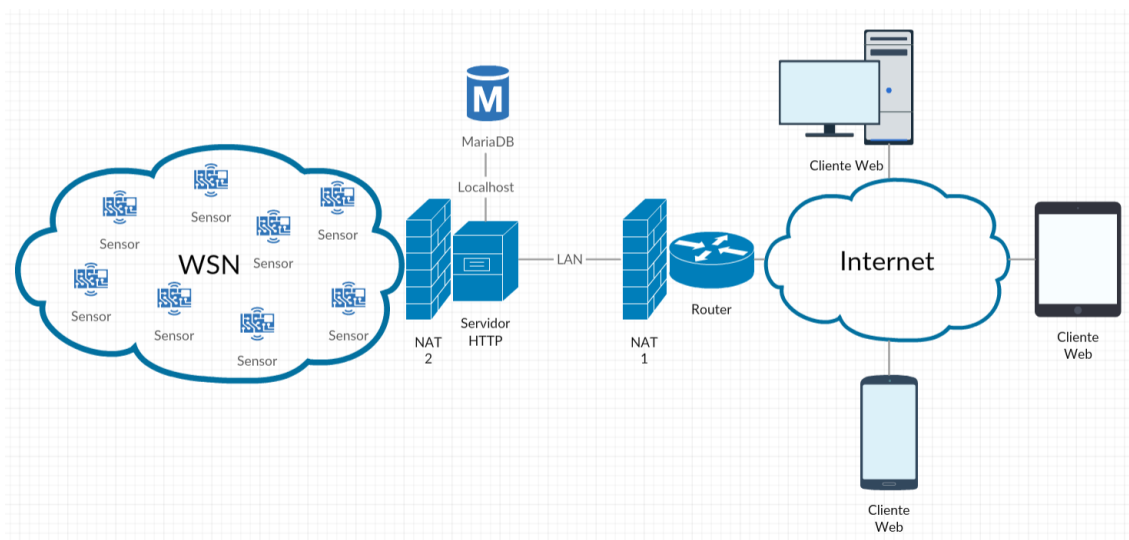 M
MariaDB
Localhost
Cliente Web
Sensor
Sensor
Sensor
Sensor
WSN
Sensor
Sensor
Sensor
Sensor
NAT
2
Servidor
HTTP
LAN
NAT
1
Router
Internet
Cliente
Web
Cliente
Web